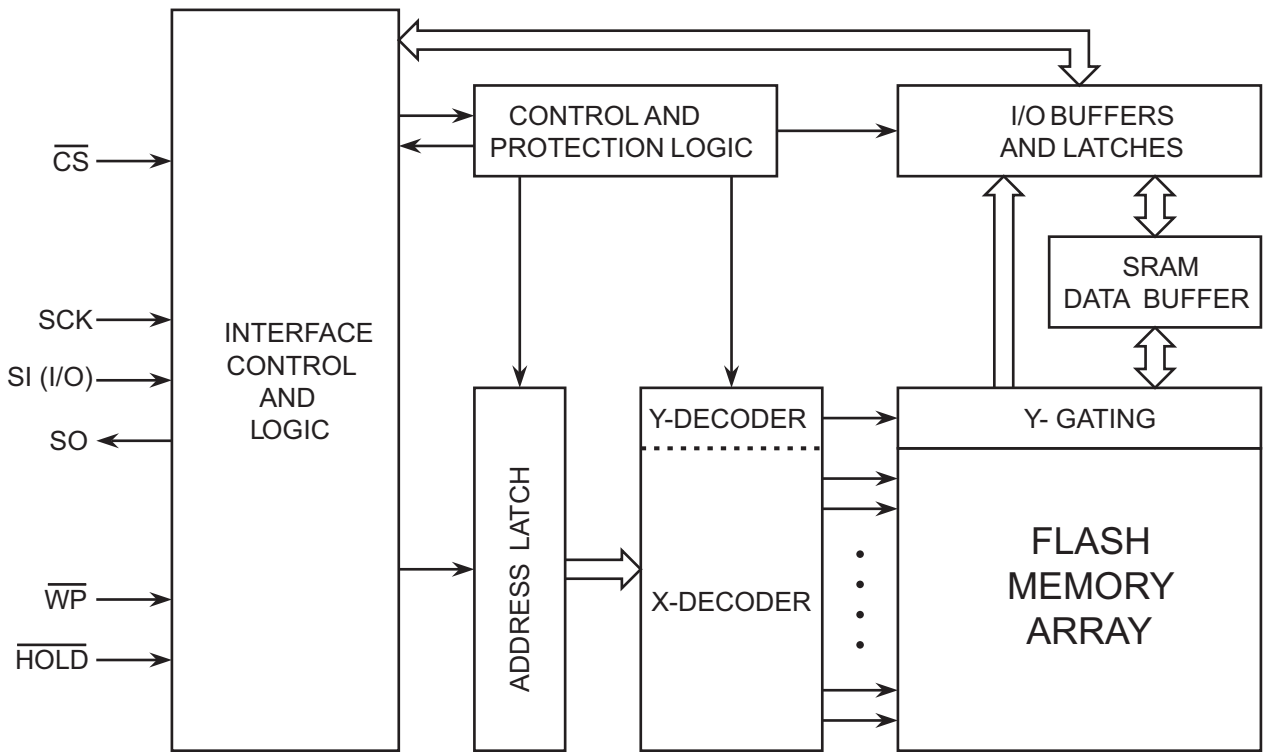 CS
SCK
SI (I/O)
SO
WP
HOLD
INTERFACE
CONTROL
AND
LOGIC
CONTROL AND
PROTECTION LOGIC
I/O BUFFERS
AND LATCHES
SRAM
DATA BUFFER
ADDRESS LATCH
Y-DECODER
X-DECODER
Y- GATING
FLASH
MEMORY
ARRAY